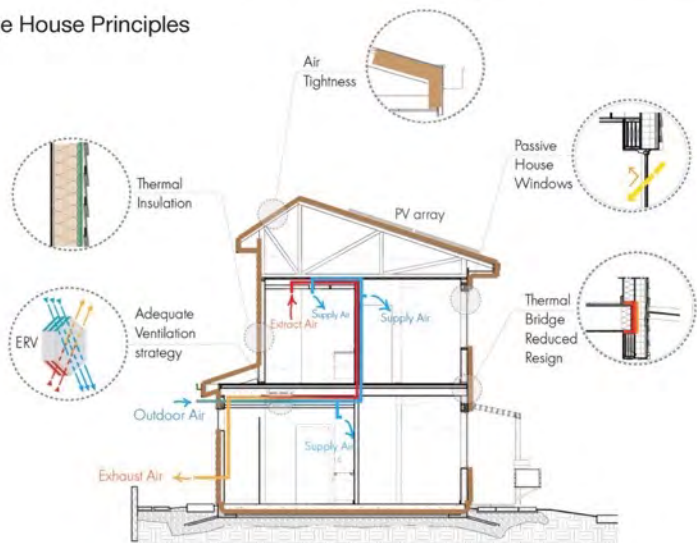 e House Principles
Air
Tightness
Passive
House
Windows
Thermal
Insulation
PV array
Thermal
Bridge
Reduced
Resign
ERV
Adequate
Ventilation
strategy
Extract Air
Supply Air
Supply Air
Outdoor Air
Supply Air
Exhaust Air